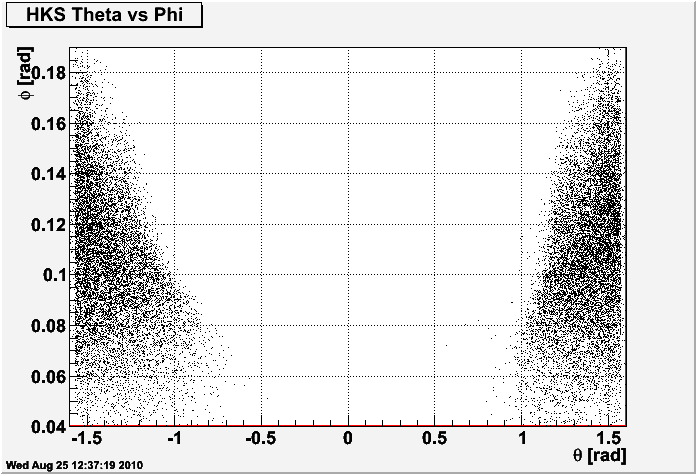 HKS Theta vs Phi
ϕ [rad]
0.18
0.16
0.14
0.12
0.1
0.08
0.06
0.04
-1.5 -1 -0.5 0 0.5 1 1.5
θ [rad]
Wed Aug 25 12:37:19 2010